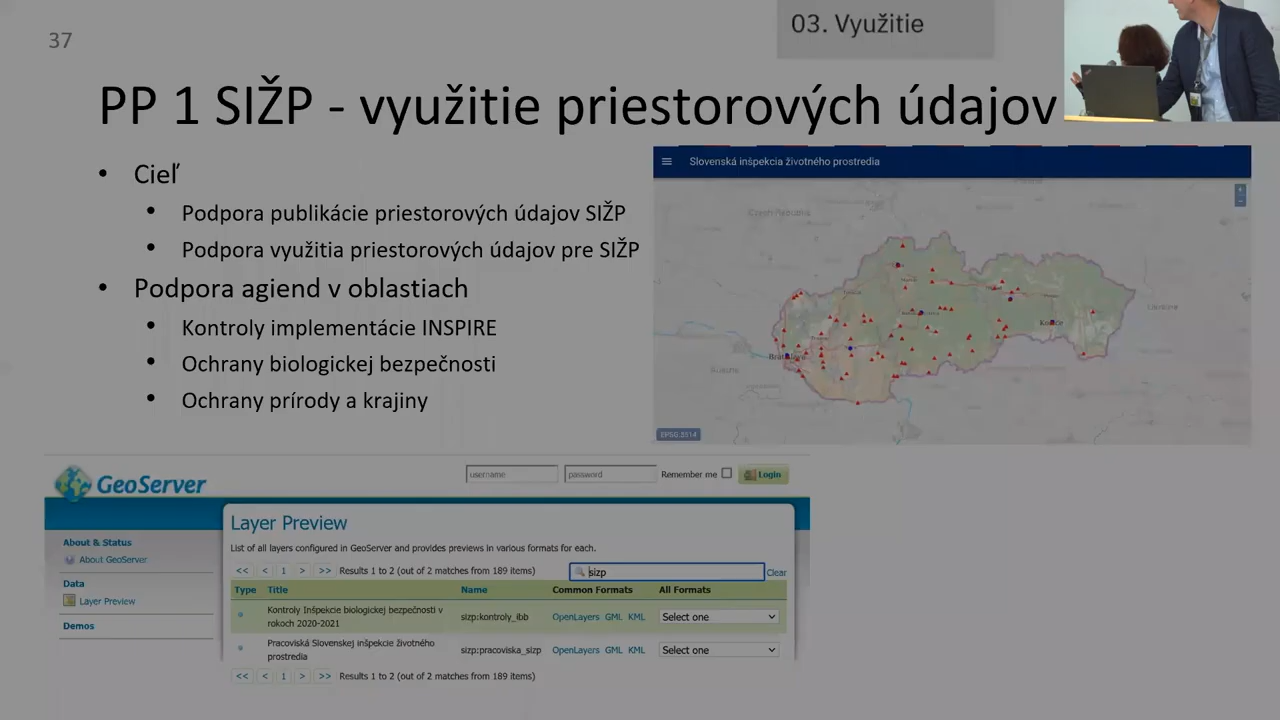 37
03. Využitie
PP 1 SIŽP - využitie priestorových údajov
• Cieľ
• Podpora publikácie priestorových údajov SIŽP
• Podpora využitia priestorových údajov pre SIŽP
• Podpora agiend v oblastiach
• Kontroly implementácie INSPIRE
• Ochrany biologickej bezpečnosti
• Ochrany prírody a krajiny
Slovenská inšpekcia životného prostredia
Czech Republic
Ukraine
Košice
EPSG:5514
GeoServer
username password Remember me Login
About & Status
About GeoServer
Data
Layer Preview
Demos
Layer Preview
List of all layers configured in GeoServer and provides previews in various formats for each.
<< < 1 > >> Results 1 to 2 (out of 2 matches from 189 items) sizp Clear
Type Title Name Common Formats All Formats
Kontroly Inšpekcie biologickej bezpečnosti v
rokoch 2020-2021 sizp:kontroly_ibb OpenLayers GML KML Select one
Pracoviská Slovenskej inšpekcie životného
prostredia sizp:pracoviska_sizp OpenLayers GML KML Select one
<< < 1 > >> Results 1 to 2 (out of 2 matches from 189 items)